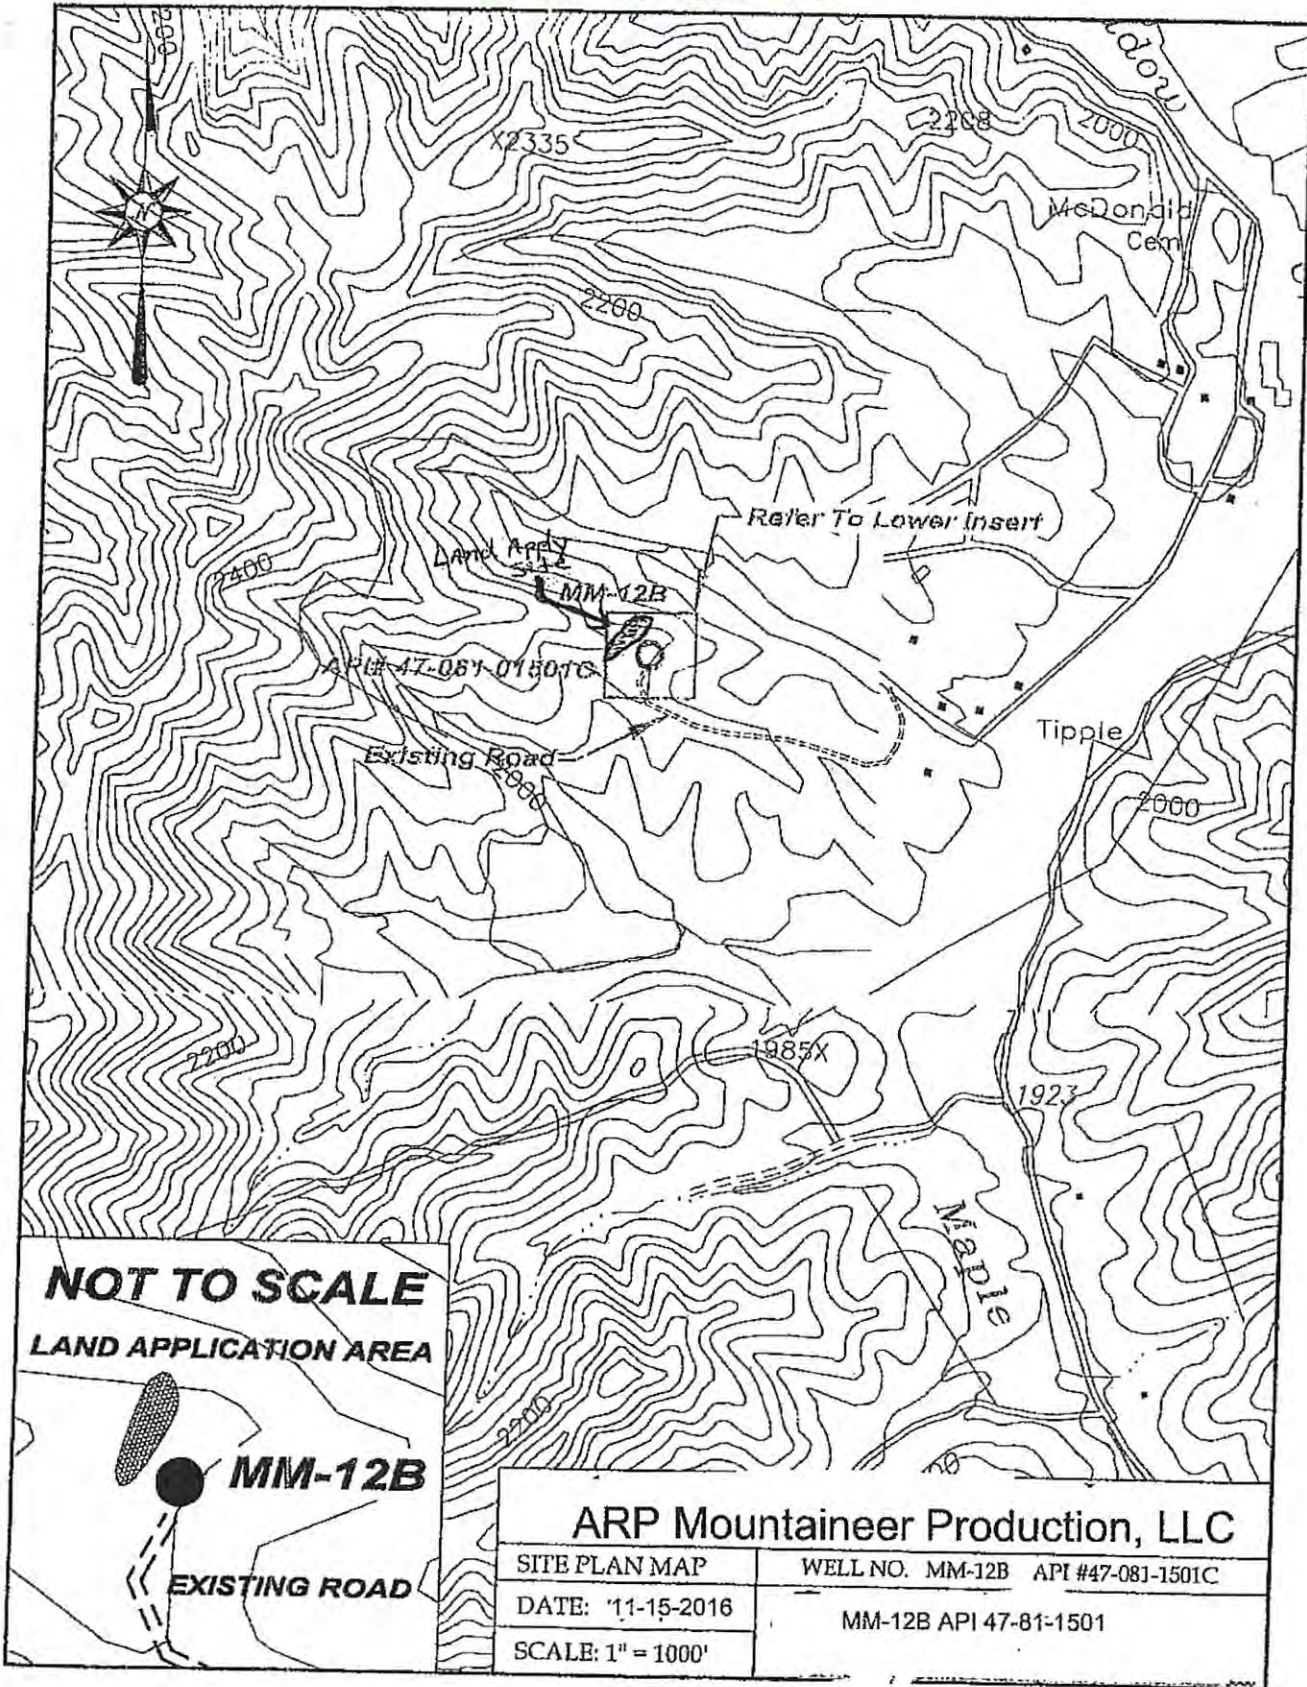 X2335
2208
2000
McDonald
Cem
2200
Refer To Lower Insert
Land Apply
Site
MM-12B
2400
API# 47-081-01501C
Existing Road
2000
Tipple
2000
2200
1985X
1923
Maple
2200
NOT TO SCALE
LAND APPLICATION AREA
MM-12B
EXISTING ROAD
ARP Mountaineer Production, LLC
SITE PLAN MAP
WELL NO. MM-12B API #47-081-1501C
DATE: 11-15-2016
MM-12B API 47-81-1501
SCALE: 1" = 1000'